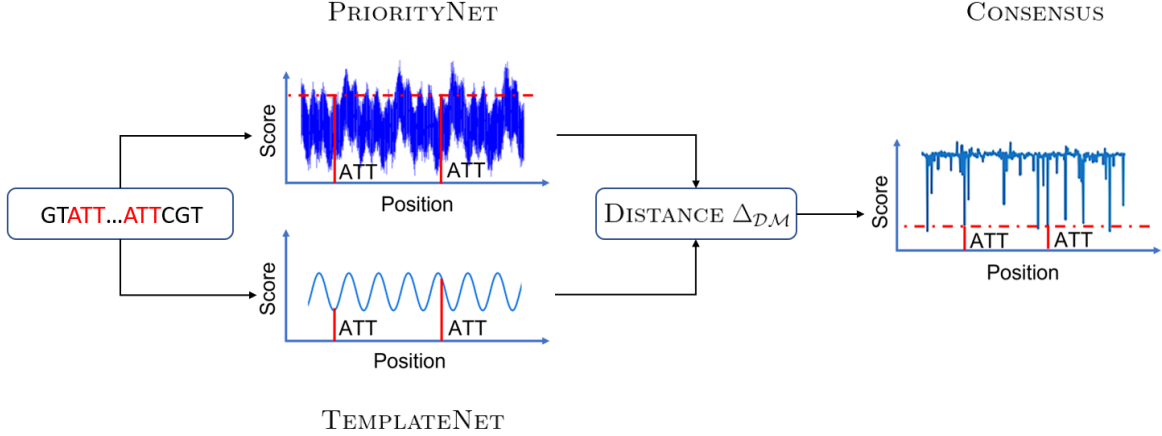 PRIORITYNET
CONSENSUS
Score
ATT
ATT
Position
GTATT...ATTCGT
DISTANCE Δ𝒟ℳ
Score
ATT
ATT
Position
Score
ATT
ATT
Position
TEMPLATENET